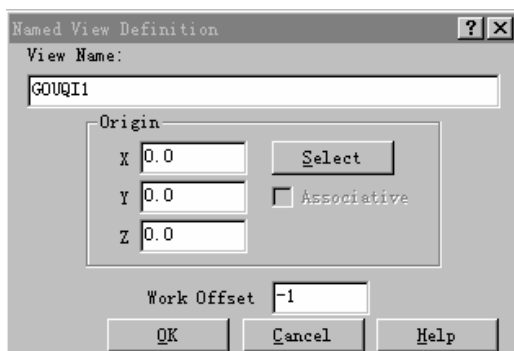 Named View Definition
View Name:
GOUQI1
Origin
X 0.0 Select
Y 0.0 Associative
Z 0.0
Work Offset -1
OK Cancel Help